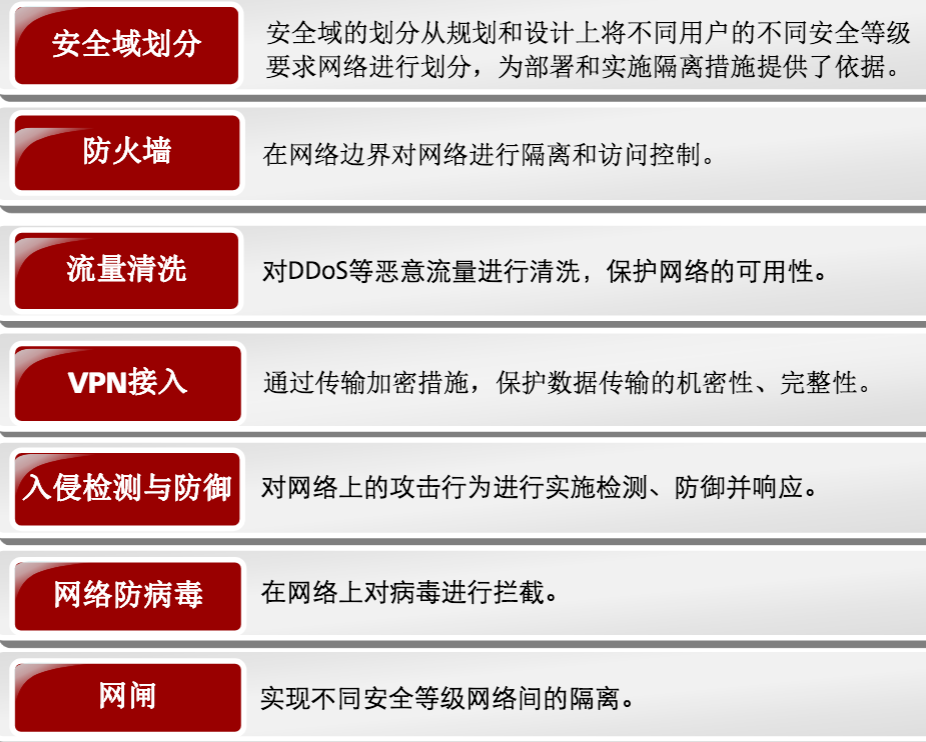 安全域划分
安全域的划分从规划和设计上将不同用户的不同安全等级
要求网络进行划分，为部署和实施隔离措施提供了依据。
防火墙
在网络边界对网络进行隔离和访问控制。
流量清洗
对DDoS等恶意流量进行清洗，保护网络的可用性。
VPN接入
通过传输加密措施，保护数据传输的机密性、完整性。
入侵检测与防御
对网络上的攻击行为进行实施检测、防御并响应。
网络防病毒
在网络上对病毒进行拦截。
网闸
实现不同安全等级网络间的隔离。